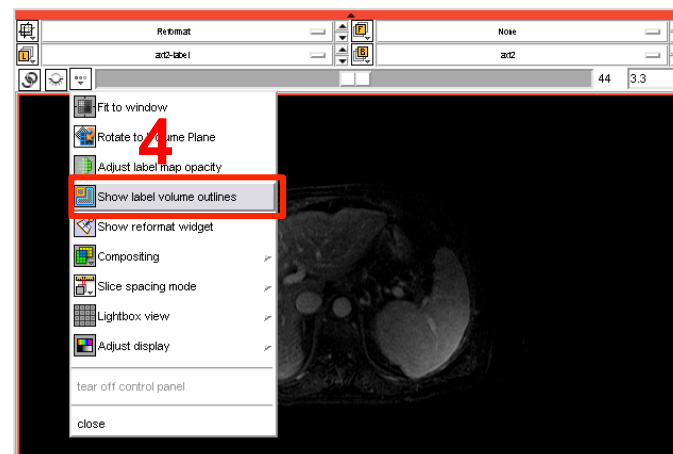 Reformat
F
None
L
axt2-label
B
axt2
44
3.3
Fit to window
Rotate to Volume Plane
4
Adjust label map opacity
Show label volume outlines
Show reformat widget
Compositing
Slice spacing mode
Lightbox view
Adjust display
tear off control panel
close